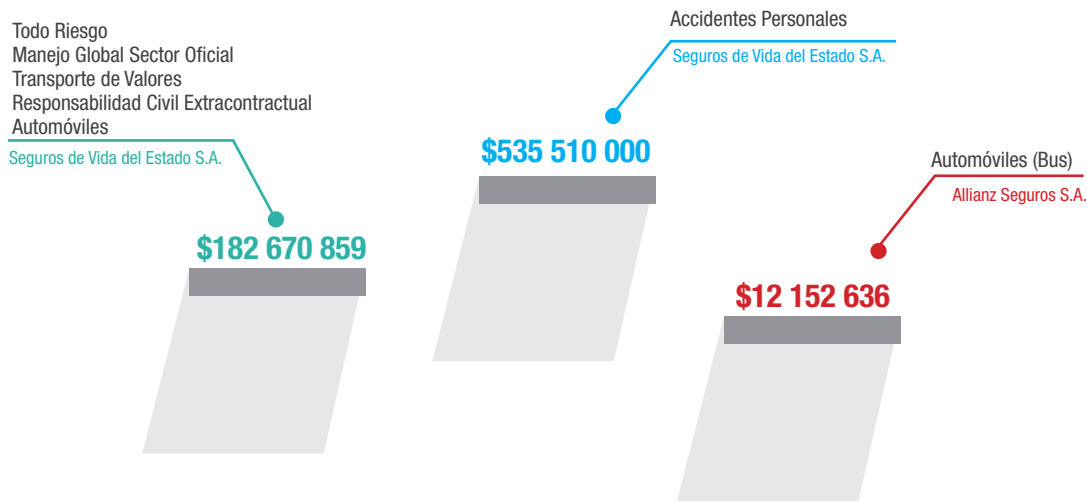 Todo Riesgo
Manejo Global Sector Oficial
Transporte de Valores
Responsabilidad Civil Extracontractual
Automóviles
Seguros de Vida del Estado S.A.
$182 670 859
Accidentes Personales
Seguros de Vida del Estado S.A.
$535 510 000
Automóviles (Bus)
Allianz Seguros S.A.
$12 152 636